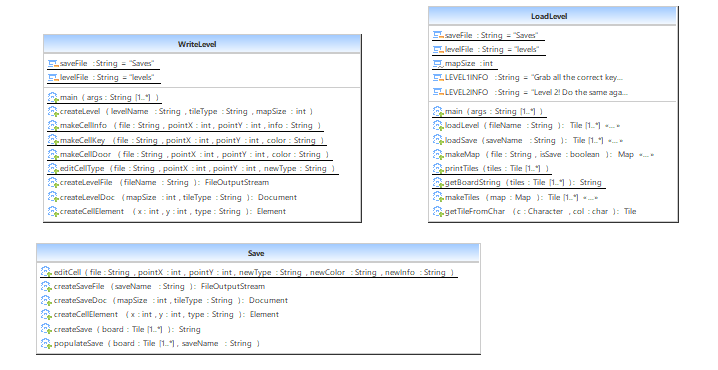 WriteLevel
saveFile : String = "Saves"
levelFile : String = "levels"
main ( args : String [1..*] )
createLevel ( levelName : String , tileType : String , mapSize : int )
makeCellInfo ( file : String , pointX : int , pointY : int , info : String )
makeCellKey ( file : String , pointX : int , pointY : int , color : String )
makeCellDoor ( file : String , pointX : int , pointY : int , color : String )
editCellType ( file : String , pointX : int , pointY : int , newType : String )
createLevelFile ( fileName : String ) : FileOutputStream
createLevelDoc ( mapSize : int , tileType : String ) : Document
createCellElement ( x : int , y : int , type : String ) : Element
LoadLevel
saveFile : String = "Saves"
levelFile : String = "levels"
mapSize : int
LEVEL1INFO : String = "Grab all the correct key...
LEVEL2INFO : String = "Level 2! Do the same aga...
main ( args : String [1..*] )
loadLevel ( fileName : String ) : Tile [1..*] «...»
loadSave ( saveName : String ) : Tile [1..*] «...»
makeMap ( file : String , isSave : boolean ) : Map «...»
printTiles ( tiles : Tile [1..*] )
getBoardString ( tiles : Tile [1..*] ) : String
makeTiles ( map : Map ) : Tile [1..*] «...»
getTileFromChar ( c : Character , col : char ) : Tile
Save
editCell ( file : String , pointX : int , pointY : int , newType : String , newColor : String , newInfo : String )
createSaveFile ( saveName : String ) : FileOutputStream
createSaveDoc ( mapSize : int , tileType : String ) : Document
createCellElement ( x : int , y : int , type : String ) : Element
createSave ( board : Tile [1..*] ) : String
populateSave ( board : Tile [1..*] , saveName : String )